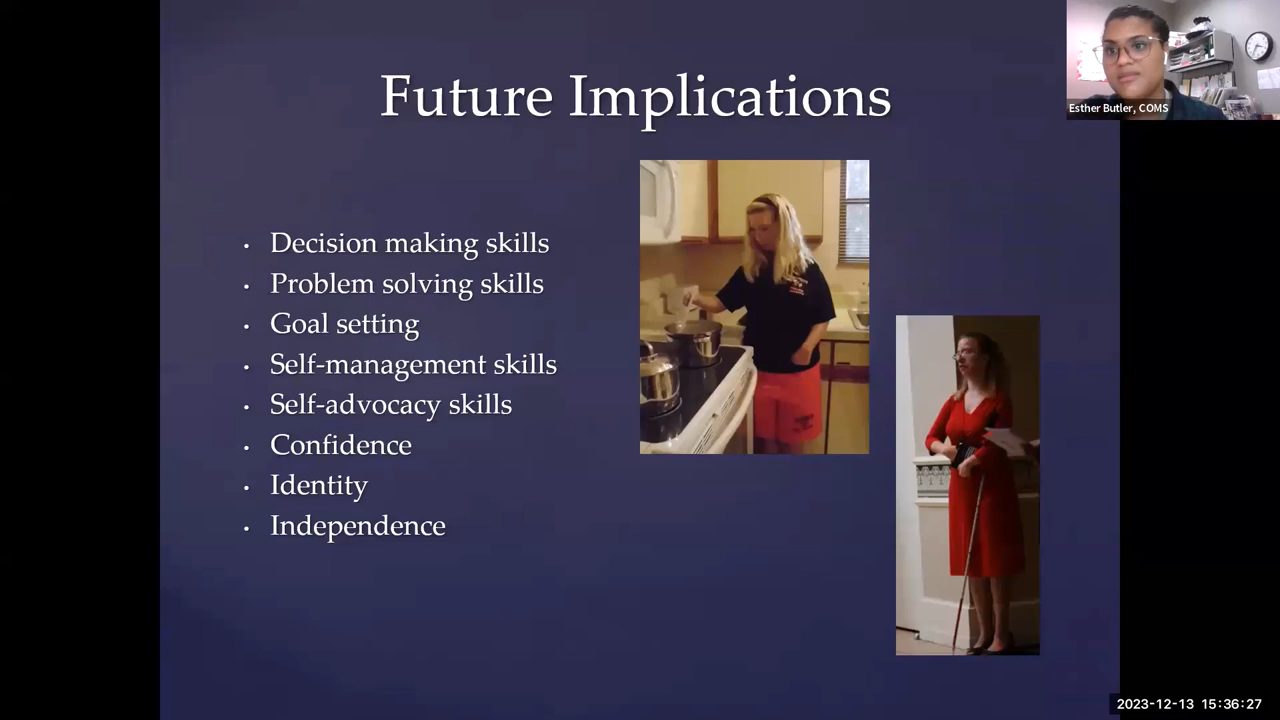 Future Implications
Esther Butler, COMS
Decision making skills
Problem solving skills
Goal setting
Self-management skills
Self-advocacy skills
Confidence
Identity
Independence
2023-12-13 15:36:27